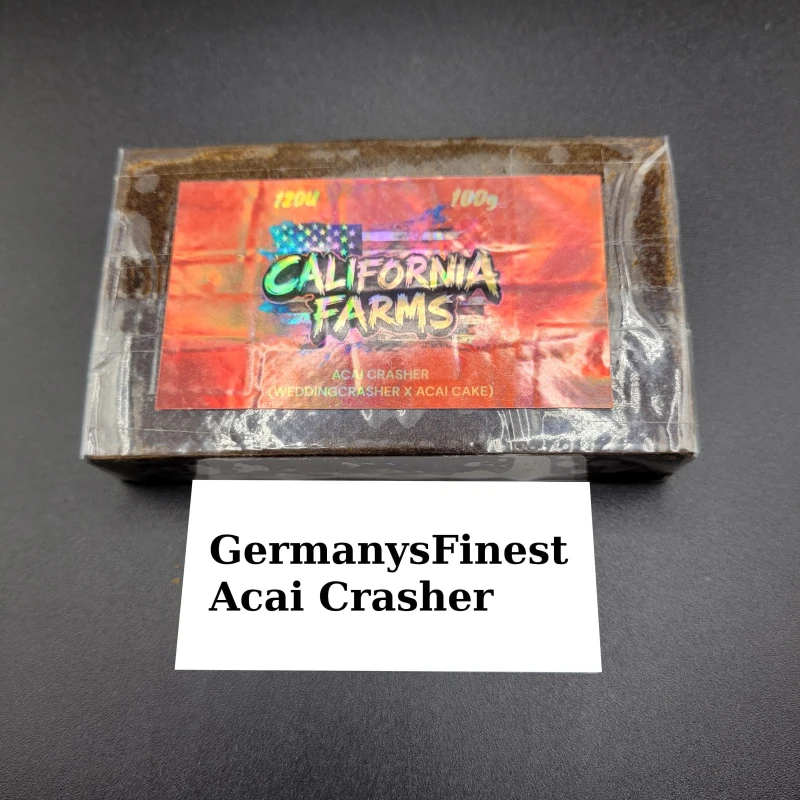 120u 100g
CALIFORNIA
FARMS
ACAI CRASHER
(WEDDINGCRASHER X ACAI CAKE)
GermanysFinest
Acai Crasher